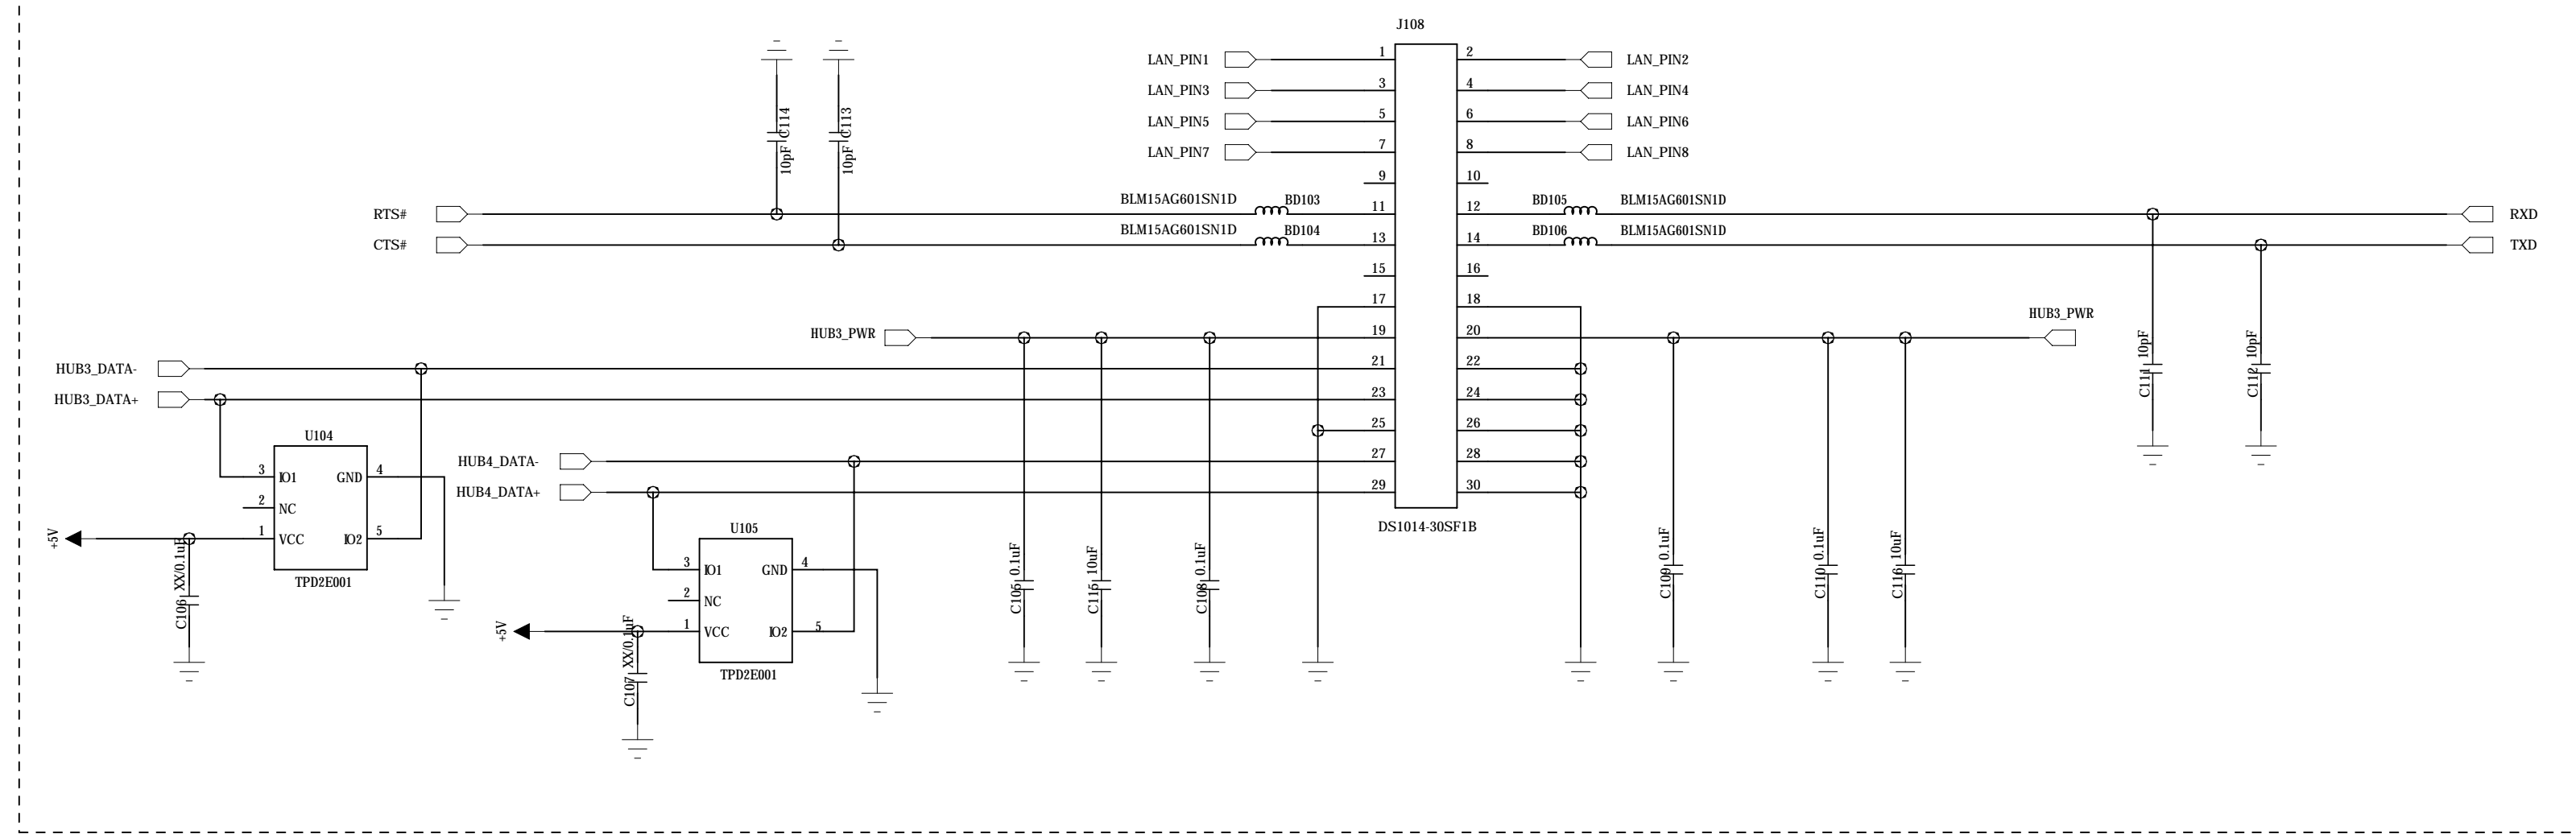 J108
1 2
LAN_PIN1 LAN_PIN2
3 4
LAN_PIN3 LAN_PIN4
5 6
LAN_PIN5 LAN_PIN6
7 8
LAN_PIN7 LAN_PIN8
C114
10pF
C113
10pF
9 10
BLM15AG601SN1D BD103 BD105 BLM15AG601SN1D
RTS# 11 12 RXD
BLM15AG601SN1D BD104 BD106 BLM15AG601SN1D
CTS# 13 14 TXD
15 16
17 18
HUB3_PWR 19 20 HUB3_PWR
HUB3_DATA- 21 22
HUB3_DATA+ 23 24
25 26
HUB4_DATA- 27 28
HUB4_DATA+ 29 30
DS1014-30SF1B
C111 10pF
C112 10pF
U104
3 IO1 GND 4
2 NC
1 VCC IO2 5
TPD2E001
+5V
C106 XX/0.1uF
U105
3 IO1 GND 4
2 NC
1 VCC IO2 5
TPD2E001
+5V
C107 XX/0.1uF
C105 0.1uF
C115 10uF
C108 0.1uF
C109 0.1uF
C110 0.1uF
C116 10uF